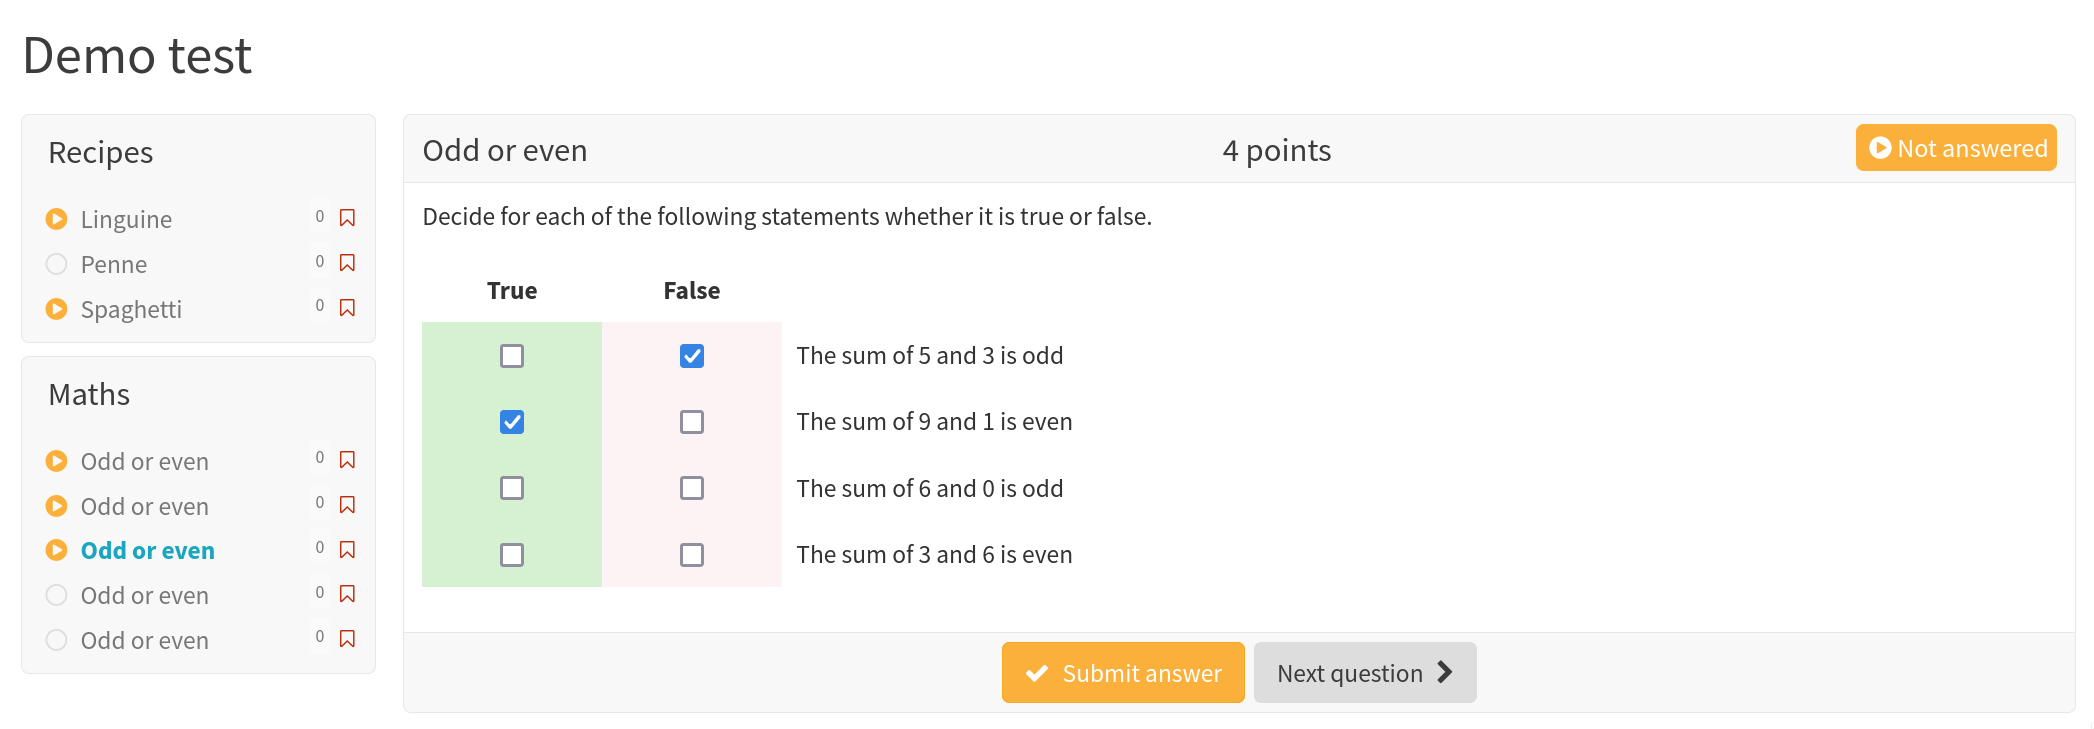 Demo test
Recipes
Linguine 0
Penne 0
Spaghetti 0
Maths
Odd or even 0
Odd or even 0
Odd or even 0
Odd or even 0
Odd or even 0
Odd or even 4 points Not answered
Decide for each of the following statements whether it is true or false.
True False
The sum of 5 and 3 is odd
The sum of 9 and 1 is even
The sum of 6 and 0 is odd
The sum of 3 and 6 is even
Submit answer Next question